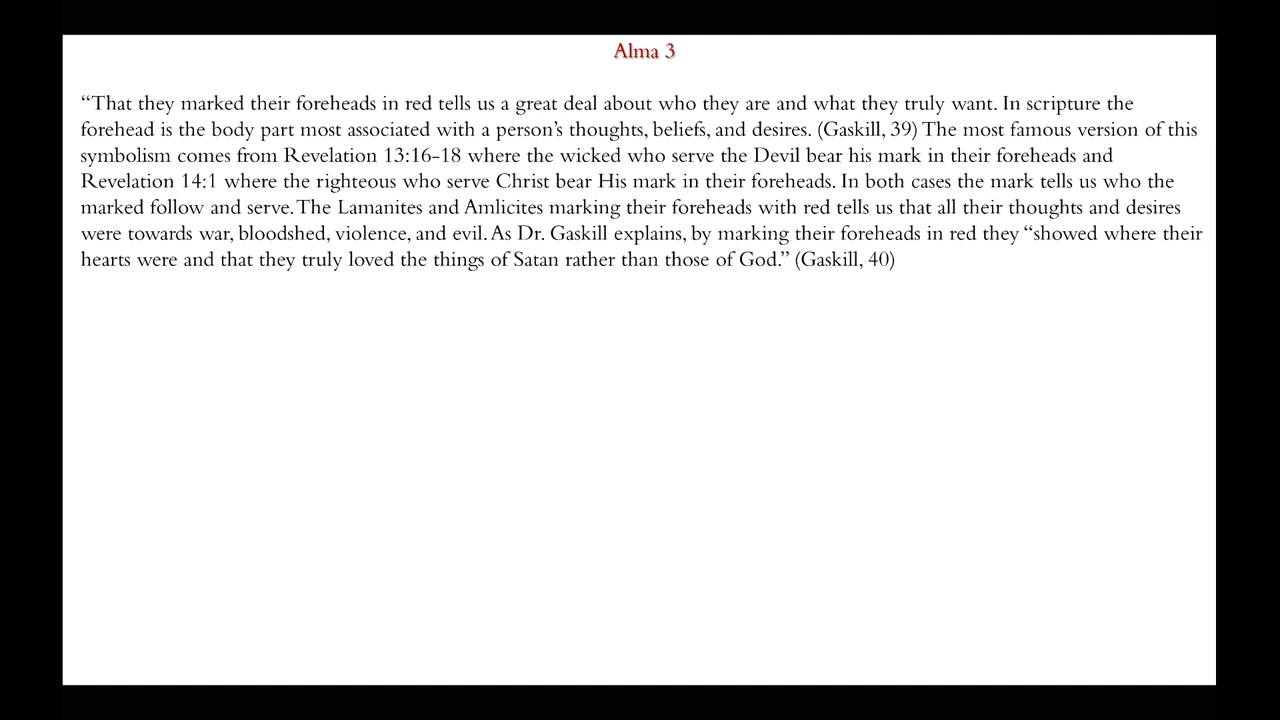 Alma 3
“That they marked their foreheads in red tells us a great deal about who they are and what they truly want. In scripture the
forehead is the body part most associated with a person’s thoughts, beliefs, and desires. (Gaskill, 39) The most famous version of this
symbolism comes from Revelation 13:16-18 where the wicked who serve the Devil bear his mark in their foreheads and
Revelation 14:1 where the righteous who serve Christ bear His mark in their foreheads. In both cases the mark tells us who the
marked follow and serve. The Lamanites and Amlicites marking their foreheads with red tells us that all their thoughts and desires
were towards war, bloodshed, violence, and evil. As Dr. Gaskill explains, by marking their foreheads in red they “showed where their
hearts were and that they truly loved the things of Satan rather than those of God.” (Gaskill, 40)